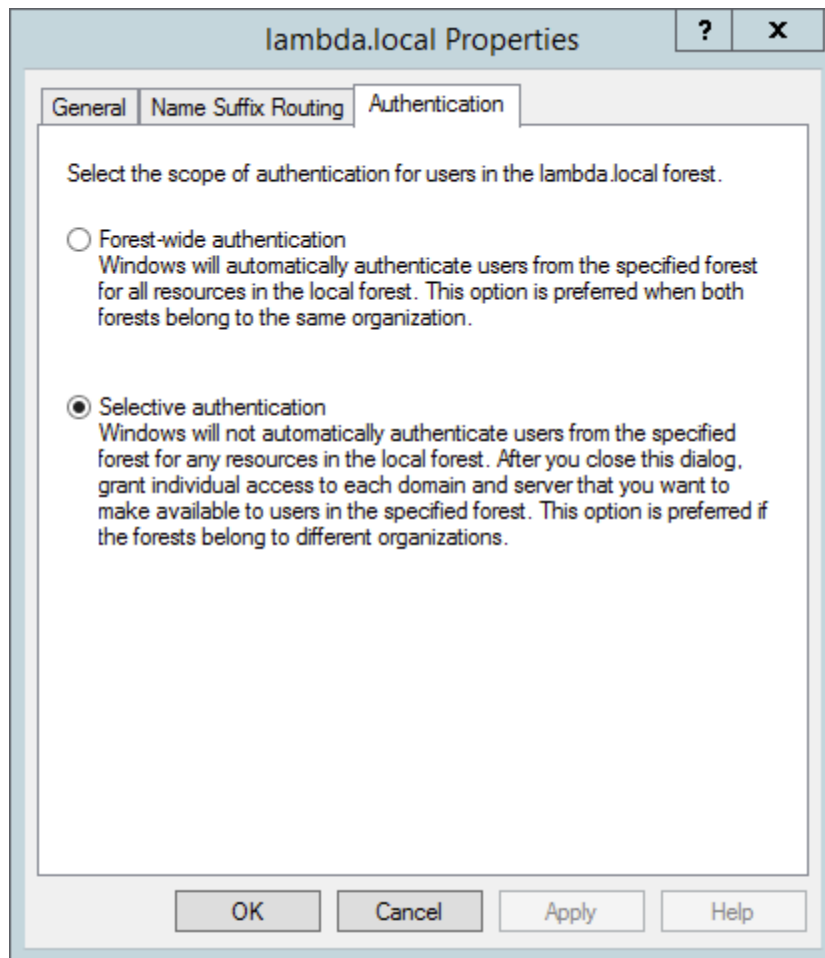 lambda.local Properties
? x
General Name Suffix Routing Authentication
Select the scope of authentication for users in the lambda.local forest.
Forest-wide authentication
Windows will automatically authenticate users from the specified forest
for all resources in the local forest. This option is preferred when both
forests belong to the same organization.
Selective authentication
Windows will not automatically authenticate users from the specified
forest for any resources in the local forest. After you close this dialog,
grant individual access to each domain and server that you want to
make available to users in the specified forest. This option is preferred if
the forests belong to different organizations.
OK Cancel Apply Help